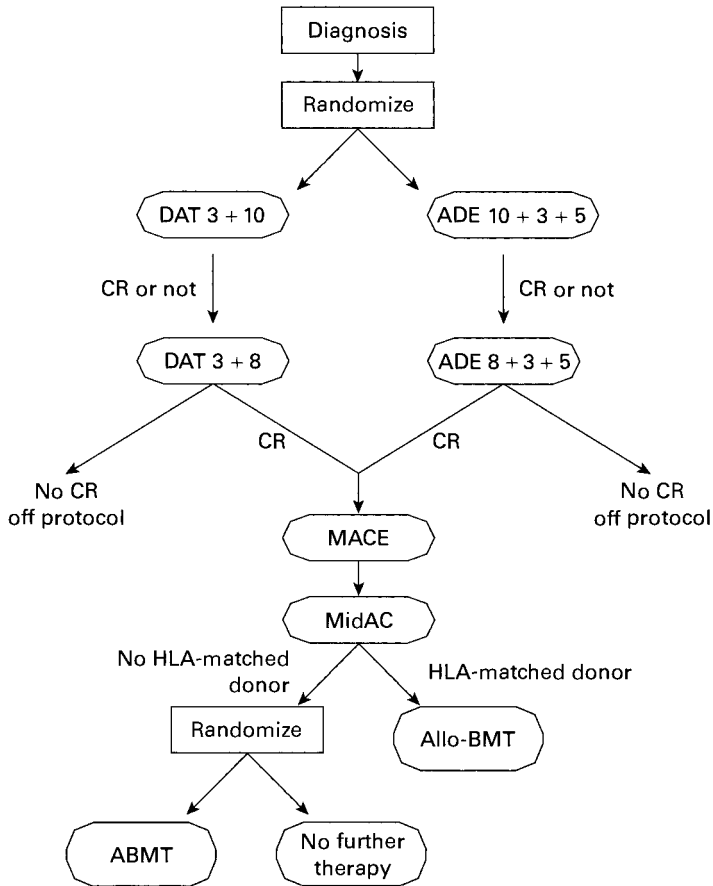 Diagnosis
Randomize
DAT 3 + 10
ADE 10 + 3 + 5
CR or not
CR or not
DAT 3 + 8
ADE 8 + 3 + 5
CR
CR
No CR
off protocol
No CR
off protocol
MACE
MidAC
No HLA-matched
donor
HLA-matched donor
Randomize
Allo-BMT
ABMT
No further
therapy